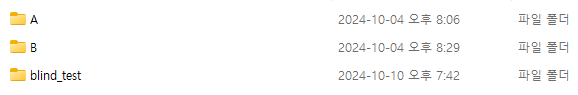 A 2024-10-04 오후 8:06 파일 폴더
B 2024-10-04 오후 8:29 파일 폴더
blind_test 2024-10-10 오후 7:42 파일 폴더